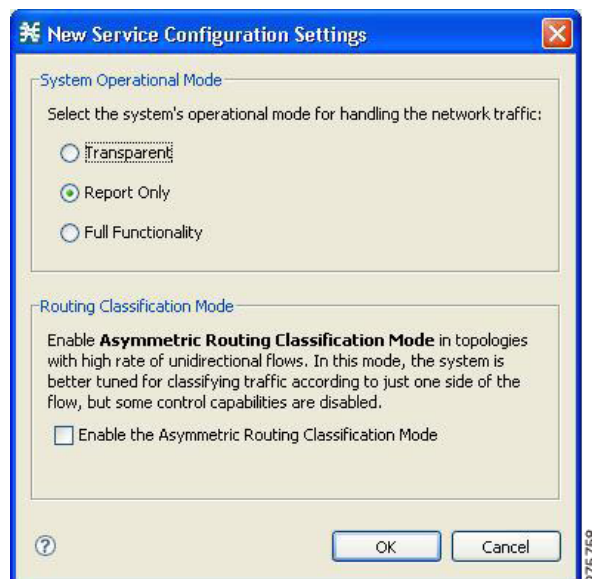 New Service Configuration Settings
System Operational Mode
Select the system's operational mode for handling the network traffic:
Transparent
Report Only
Full Functionality
Routing Classification Mode
Enable Asymmetric Routing Classification Mode in topologies
with high rate of unidirectional flows. In this mode, the system is
better tuned for classifying traffic according to just one side of the
flow, but some control capabilities are disabled.
Enable the Asymmetric Routing Classification Mode
?
OK
Cancel